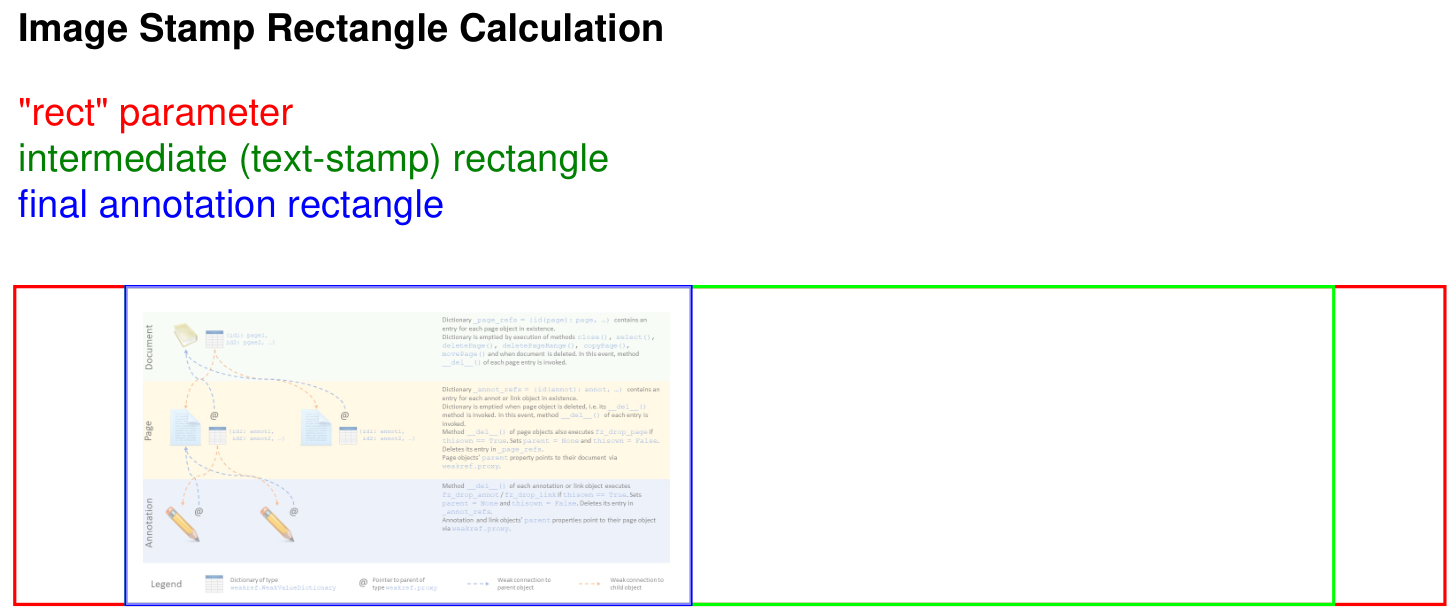 Image Stamp Rectangle Calculation
"rect" parameter
intermediate (text-stamp) rectangle
final annotation rectangle
Document
{id1: page1,
id2: page2, …}
Dictionary _page_refs = {id(page): page, …} contains an
entry for each page object in existence.
Dictionary is emptied by execution of methods close(), select(),
deletePage(), deletePageRange(), copyPage(),
movePage() and when document is deleted. In this event, method
__del__() of each page entry is invoked.
Page
@
{id1: annot1,
id2: annot2, …}
@
{id1: annot1,
id2: annot2, …}
Dictionary _annot_refs = {id(annot): annot, …} contains an
entry for each annot or link object in existence.
Dictionary is emptied when page object is deleted, i.e. its __del__()
method is invoked. In this event, method __del__() of each entry is
invoked.
Method __del__() of page objects also executes fz_drop_page if
thisown == True. Sets parent = None and thisown = False.
Deletes its entry in _page_refs.
Page objects' parent property points to their document via
weakref.proxy.
Annotation
@
@
Method __del__() of each annotation or link object executes
fz_drop_annot / fz_drop_link if thisown == True. Sets
parent = None and thisown = False. Deletes its entry in
_annot_refs.
Annotation and link objects' parent properties point to their page object
via weakref.proxy.
Legend
Dictionary of type
weakref.WeakValueDictionary
@
Pointer to parent of
type weakref.proxy
Weak connection to
parent object
Weak connection to
child object